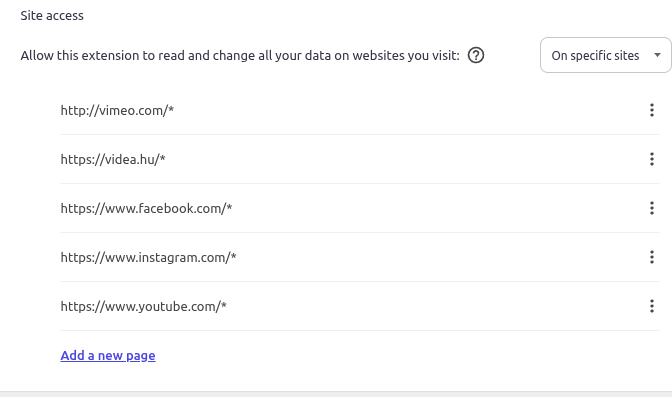 Site access
Allow this extension to read and change all your data on websites you visit: ? On specific sites
http://vimeo.com/*
https://videa.hu/*
https://www.facebook.com/*
https://www.instagram.com/*
https://www.youtube.com/*
Add a new page